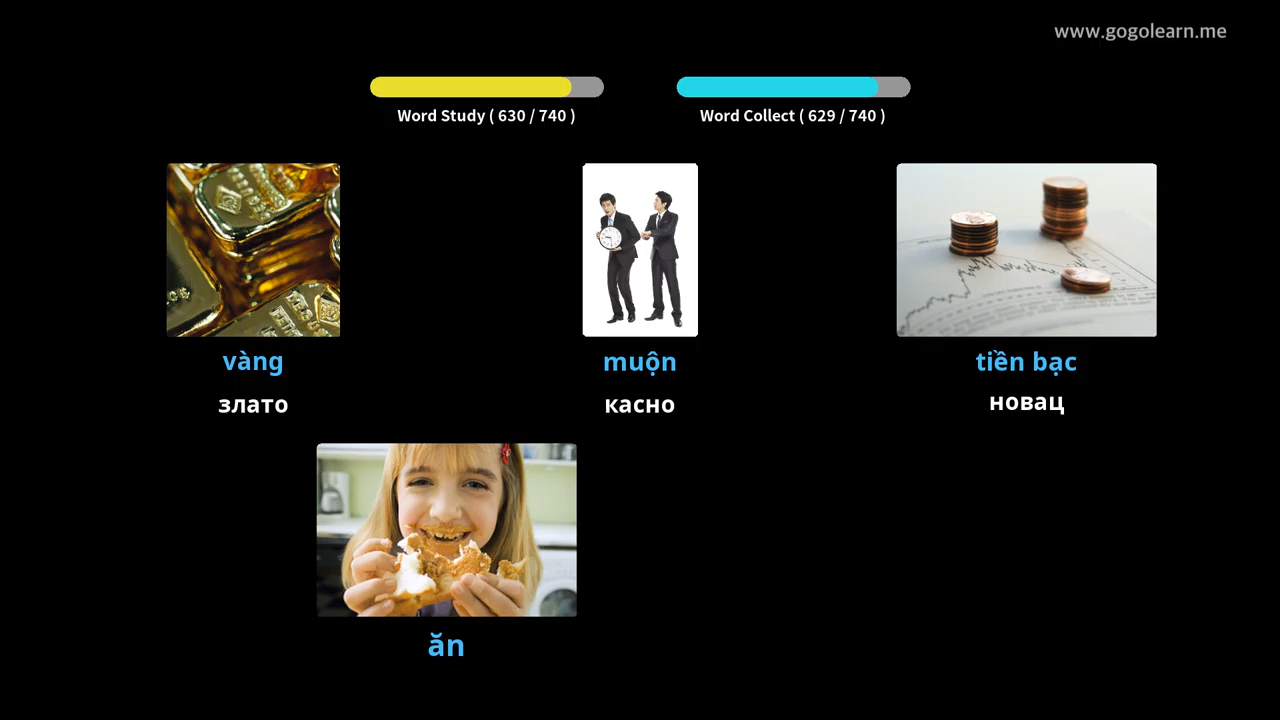 www.gogolearn.me
Word Study ( 630 / 740 )
Word Collect ( 629 / 740 )
vàng
muộn
tiền bạc
злато
касно
новац
ăn